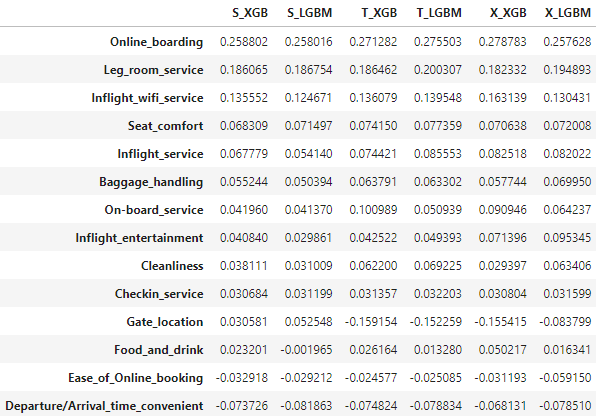 S_XGB S_LGBM T_XGB T_LGBM X_XGB X_LGBM
Online_boarding 0.258802 0.258016 0.271282 0.275503 0.278783 0.257628
Leg_room_service 0.186065 0.186754 0.186462 0.200307 0.182332 0.194893
Inflight_wifi_service 0.135552 0.124671 0.136079 0.139548 0.163139 0.130431
Seat_comfort 0.068309 0.071497 0.074150 0.077359 0.070638 0.072008
Inflight_service 0.067779 0.054140 0.074421 0.085553 0.082518 0.082022
Baggage_handling 0.055244 0.050394 0.063791 0.063302 0.057744 0.069950
On-board_service 0.041960 0.041370 0.100989 0.050939 0.090946 0.064237
Inflight_entertainment 0.040840 0.029861 0.042522 0.049393 0.071396 0.095345
Cleanliness 0.038111 0.031009 0.062200 0.069225 0.029397 0.063406
Checkin_service 0.030684 0.031199 0.031357 0.032203 0.030804 0.031599
Gate_location 0.030581 0.052548 -0.159154 -0.152259 -0.155415 -0.083799
Food_and_drink 0.023201 -0.001965 0.026164 0.013280 0.050217 0.016341
Ease_of_Online_booking -0.032918 -0.029212 -0.024577 -0.025085 -0.031193 -0.059150
Departure/Arrival_time_convenient -0.073726 -0.081863 -0.074824 -0.078834 -0.068131 -0.078510